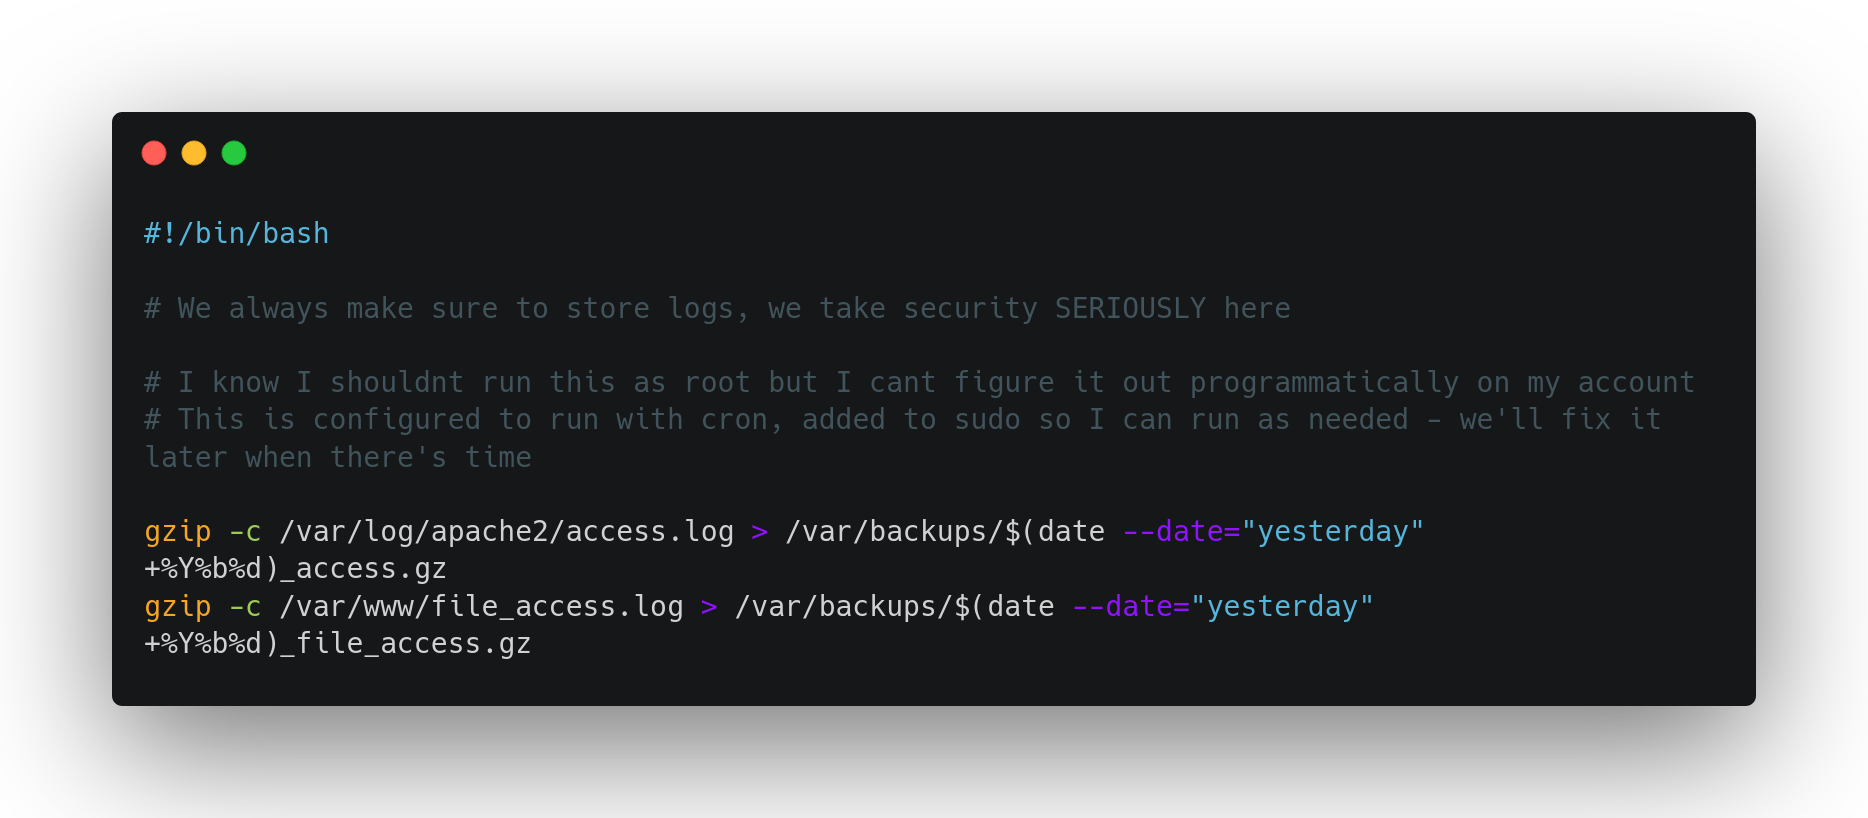 #!/bin/bash
# We always make sure to store logs, we take security SERIOUSLY here
# I know I shouldnt run this as root but I cant figure it out programmatically on my account
# This is configured to run with cron, added to sudo so I can run as needed - we'll fix it
later when there's time
gzip -c /var/log/apache2/access.log > /var/backups/$(date --date="yesterday"
+%Y%b%d)_access.gz
gzip -c /var/www/file_access.log > /var/backups/$(date --date="yesterday"
+%Y%b%d)_file_access.gz